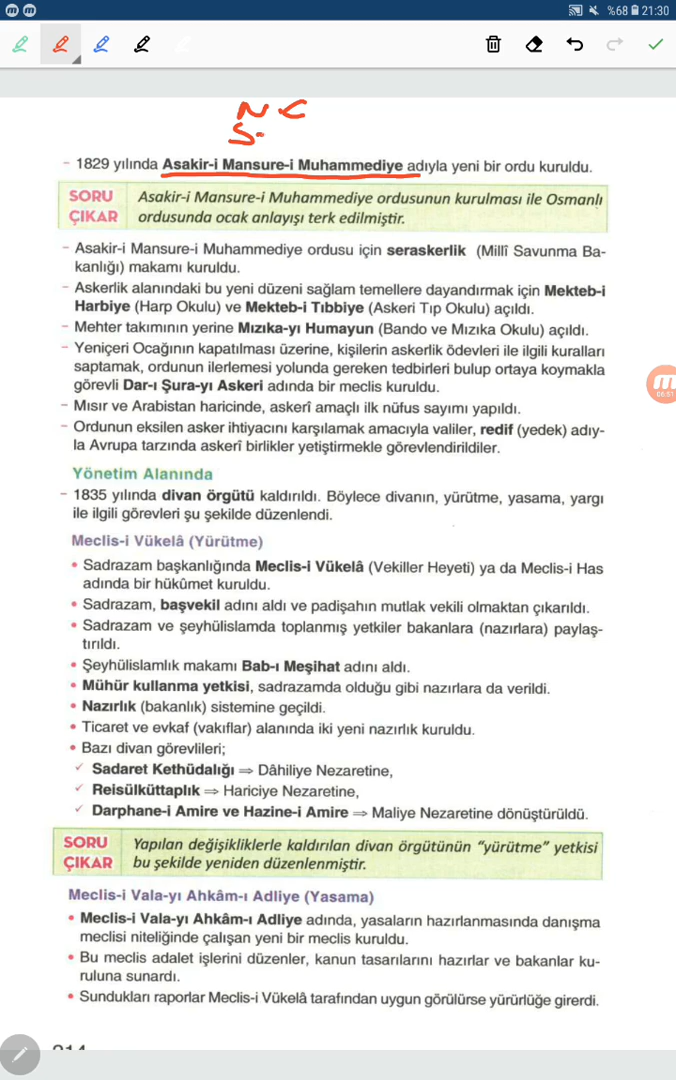 %68 21:30
N C
S.
- 1829 yılında Asakir-i Mansure-i Muhammediye adıyla yeni bir ordu kuruldu.
SORU ÇIKAR
Asakir-i Mansure-i Muhammediye ordusunun kurulması ile Osmanlı
ordusunda ocak anlayışı terk edilmiştir.
- Asakir-i Mansure-i Muhammediye ordusu için seraskerlik (Millî Savunma Ba-
kanlığı) makamı kuruldu.
- Askerlik alanındaki bu yeni düzeni sağlam temellere dayandırmak için Mekteb-i
Harbiye (Harp Okulu) ve Mekteb-i Tıbbiye (Askeri Tıp Okulu) açıldı.
- Mehter takımının yerine Mızıka-yı Humayun (Bando ve Mızıka Okulu) açıldı.
- Yeniçeri Ocağının kapatılması üzerine, kişilerin askerlik ödevleri ile ilgili kuralları
saptamak, ordunun ilerlemesi yolunda gereken tedbirleri bulup ortaya koymakla
görevli Dar-ı Şura-yı Askeri adında bir meclis kuruldu.
- Mısır ve Arabistan haricinde, askerî amaçlı ilk nüfus sayımı yapıldı.
- Ordunun eksilen asker ihtiyacını karşılamak amacıyla valiler, redif (yedek) adıy-
la Avrupa tarzında askerî birlikler yetiştirmekle görevlendirildiler.
06:51
Yönetim Alanında
- 1835 yılında divan örgütü kaldırıldı. Böylece divanın, yürütme, yasama, yargı
ile ilgili görevleri şu şekilde düzenlendi.
Meclis-i Vükelâ (Yürütme)
• Sadrazam başkanlığında Meclis-i Vükelâ (Vekiller Heyeti) ya da Meclis-i Has
adında bir hükûmet kuruldu.
• Sadrazam, başvekil adını aldı ve padişahın mutlak vekili olmaktan çıkarıldı.
• Sadrazam ve şeyhülislamda toplanmış yetkiler bakanlara (nazırlara) paylaş-
tırıldı.
• Şeyhülislamlık makamı Bab-ı Meşihat adını aldı.
• Mühür kullanma yetkisi, sadrazamda olduğu gibi nazırlara da verildi.
• Nazırlık (bakanlık) sistemine geçildi.
• Ticaret ve evkaf (vakıflar) alanında iki yeni nazırlık kuruldu.
• Bazı divan görevlileri;
✓ Sadaret Kethüdalığı ⇒ Dâhiliye Nezaretine,
✓ Reisülküttaplık ⇒ Hariciye Nezaretine,
✓ Darphane-i Amire ve Hazine-i Amire ⇒ Maliye Nezaretine dönüştürüldü.
SORU ÇIKAR
Yapılan değişikliklerle kaldırılan divan örgütünün "yürütme" yetkisi
bu şekilde yeniden düzenlenmiştir.
Meclis-i Vala-yı Ahkâm-ı Adliye (Yasama)
• Meclis-i Vala-yı Ahkâm-ı Adliye adında, yasaların hazırlanmasında danışma
meclisi niteliğinde çalışan yeni bir meclis kuruldu.
• Bu meclis adalet işlerini düzenler, kanun tasarılarını hazırlar ve bakanlar ku-
ruluna sunardı.
• Sundukları raporlar Meclis-i Vükelâ tarafından uygun görülürse yürürlüğe girerdi.